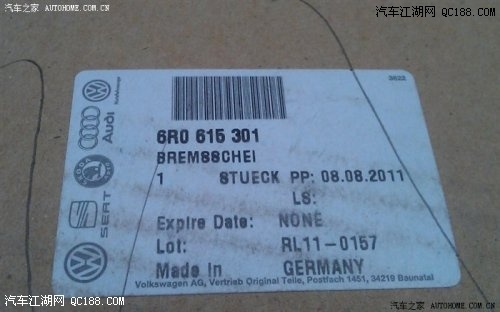 汽车之家 AUTOHOME.COM.CN
汽车江湖网 QC188.COM
3622
Audi
SEAT
6R0 615 301
BREMSSCHEI
1 STUECK PP: 08.08.2011
LS:
Expire Date: NONE
Lot: RL11-0157
Made in GERMANY
Volkswagen AG, Vertrieb Original Teile, Postfach 1451, 34219 Baunatal
汽车江湖网 QC188.COM
汽车之家 AUTOHOME.COM.CN